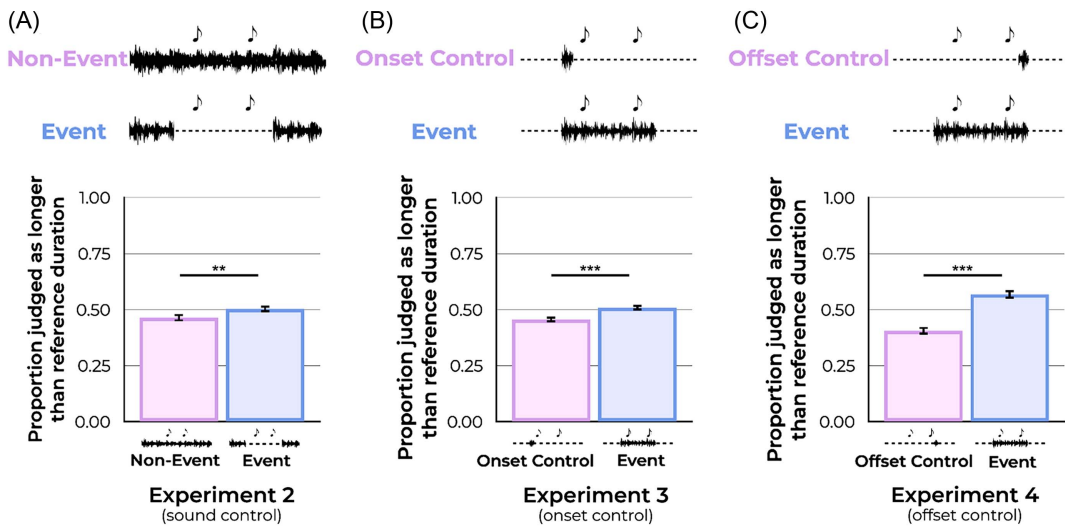 (A)
Non-Event
Event
Proportion judged as longer
than reference duration
1.00
0.75
**
0.50
0.25
0.00
Non-Event Event
Experiment 2
(sound control)
(B)
Onset Control
Event
Proportion judged as longer
than reference duration
1.00
0.75
***
0.50
0.25
0.00
Onset Control Event
Experiment 3
(onset control)
(C)
Offset Control
Event
Proportion judged as longer
than reference duration
1.00
0.75
***
0.50
0.25
0.00
Offset Control Event
Experiment 4
(offset control)